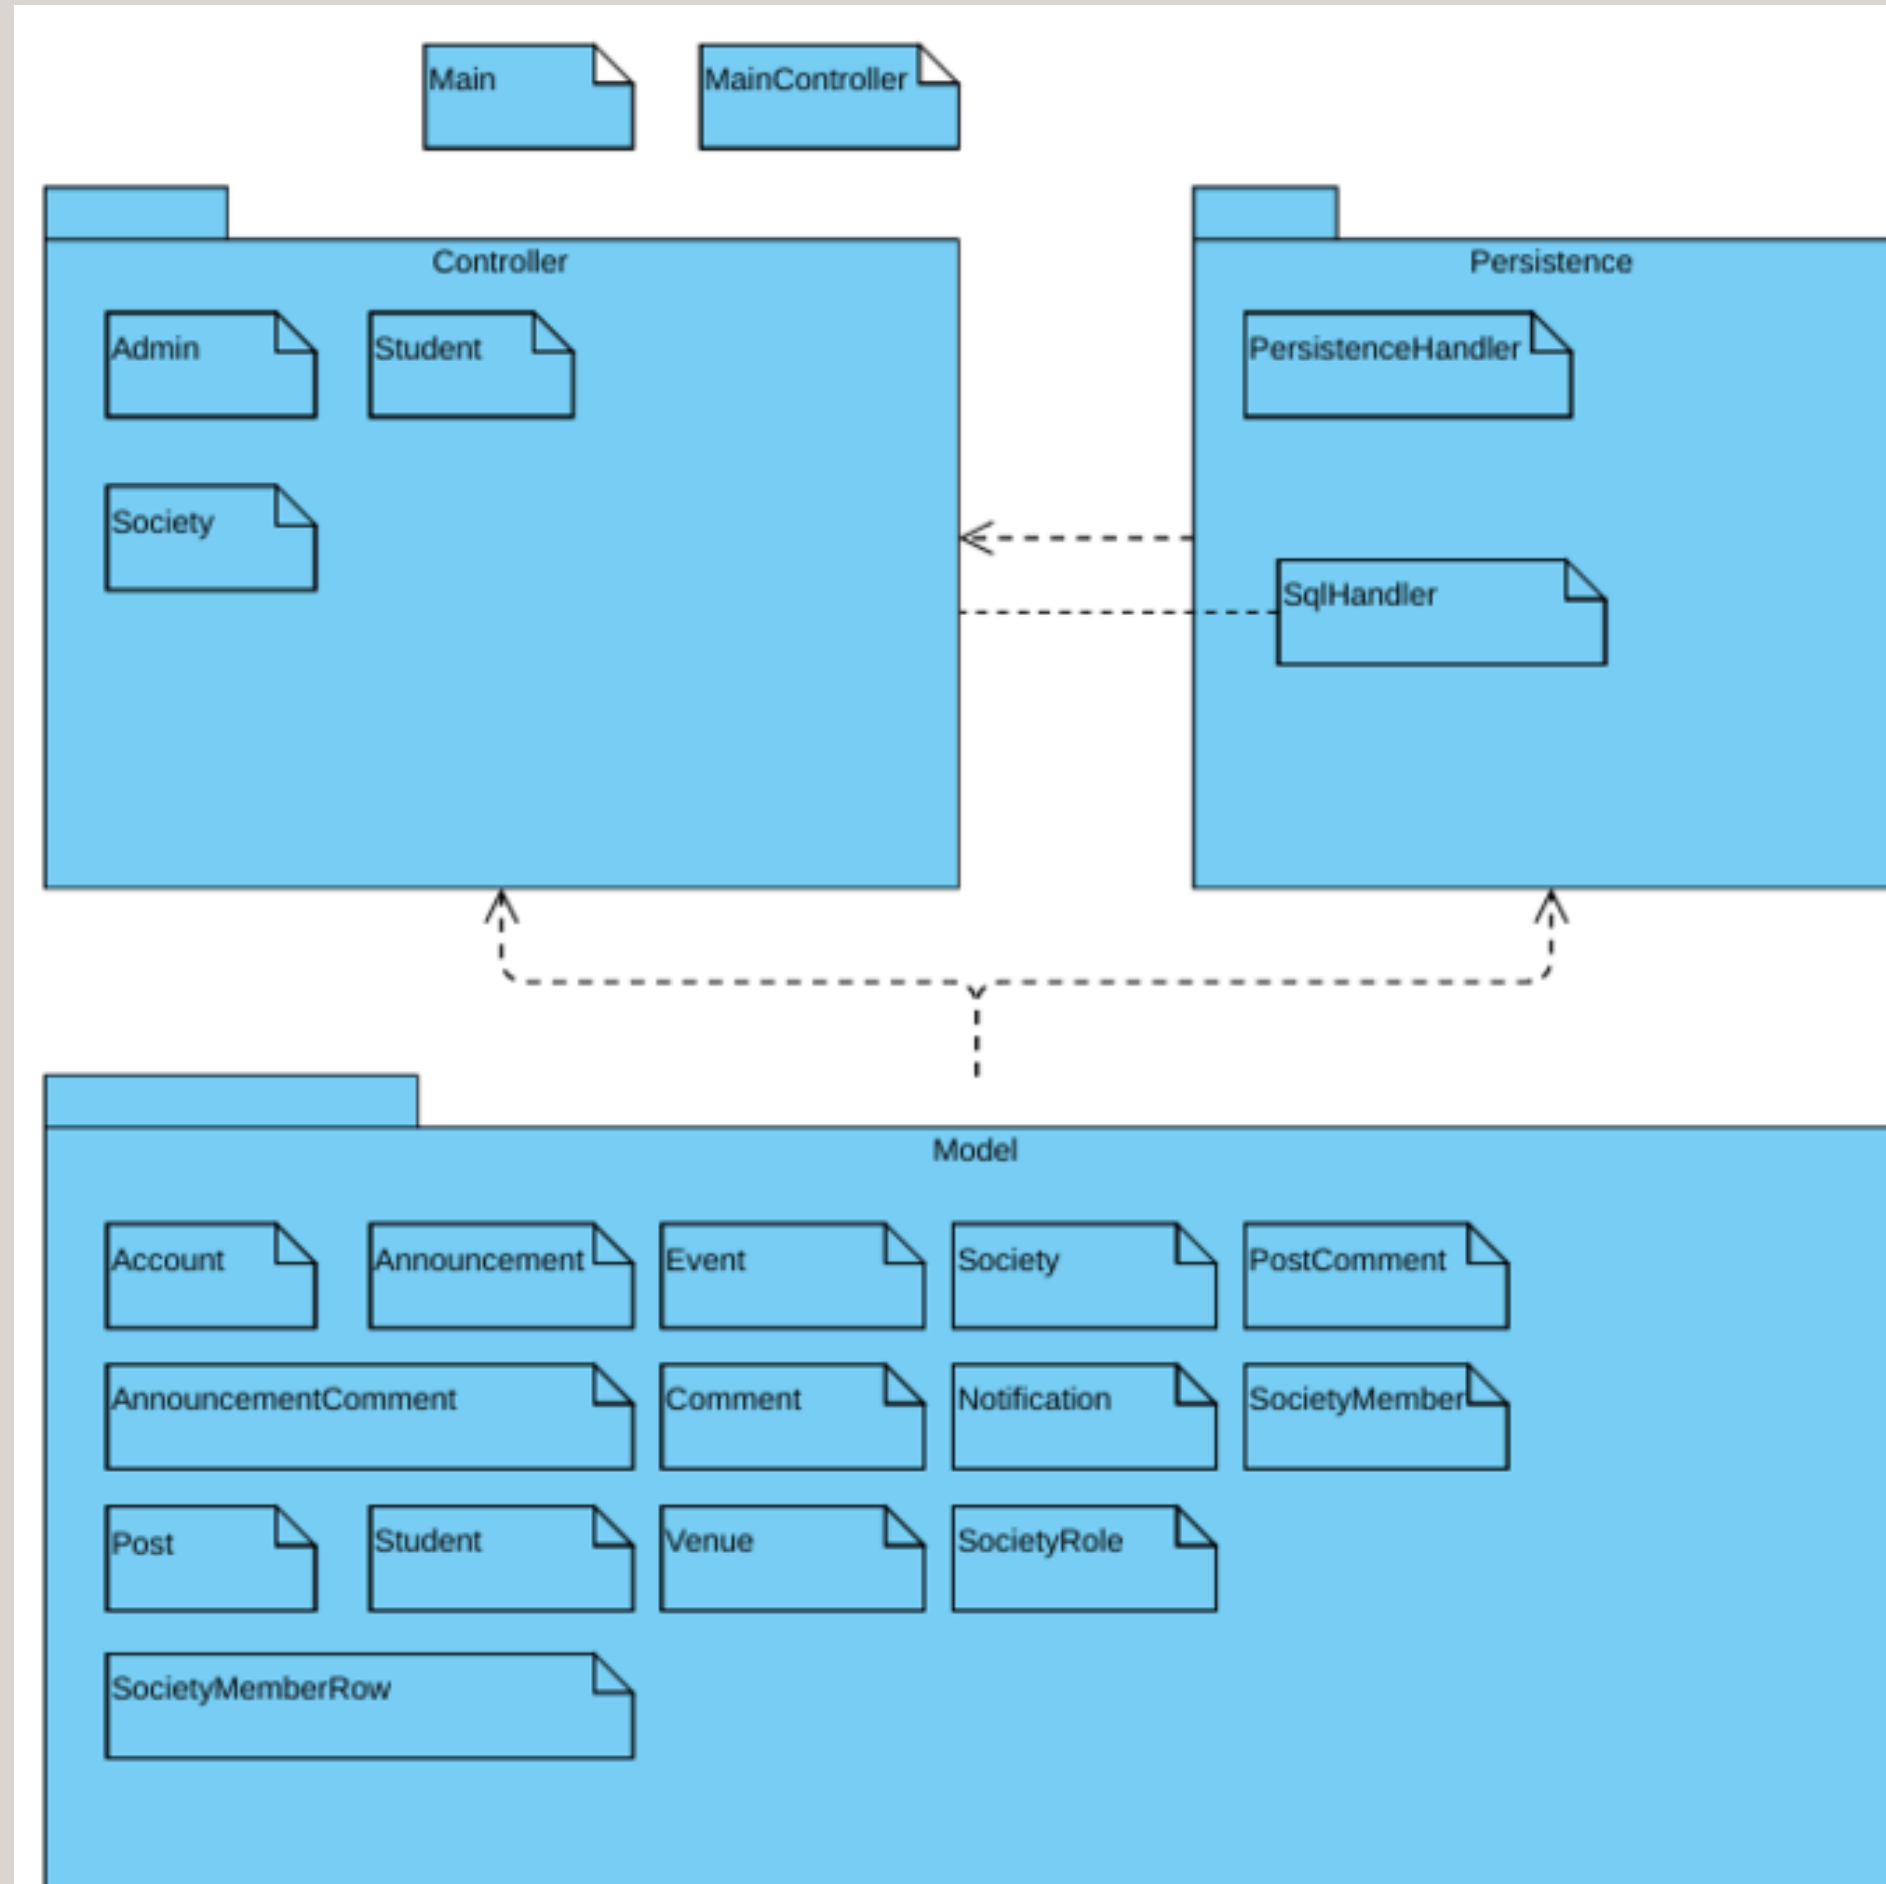 Main
MainController
Controller
Persistence
Admin
Student
PersistenceHandler
Society
SqlHandler
Model
Account
Announcement
Event
Society
PostComment
AnnouncementComment
Comment
Notification
SocietyMember
Post
Student
Venue
SocietyRole
SocietyMemberRow